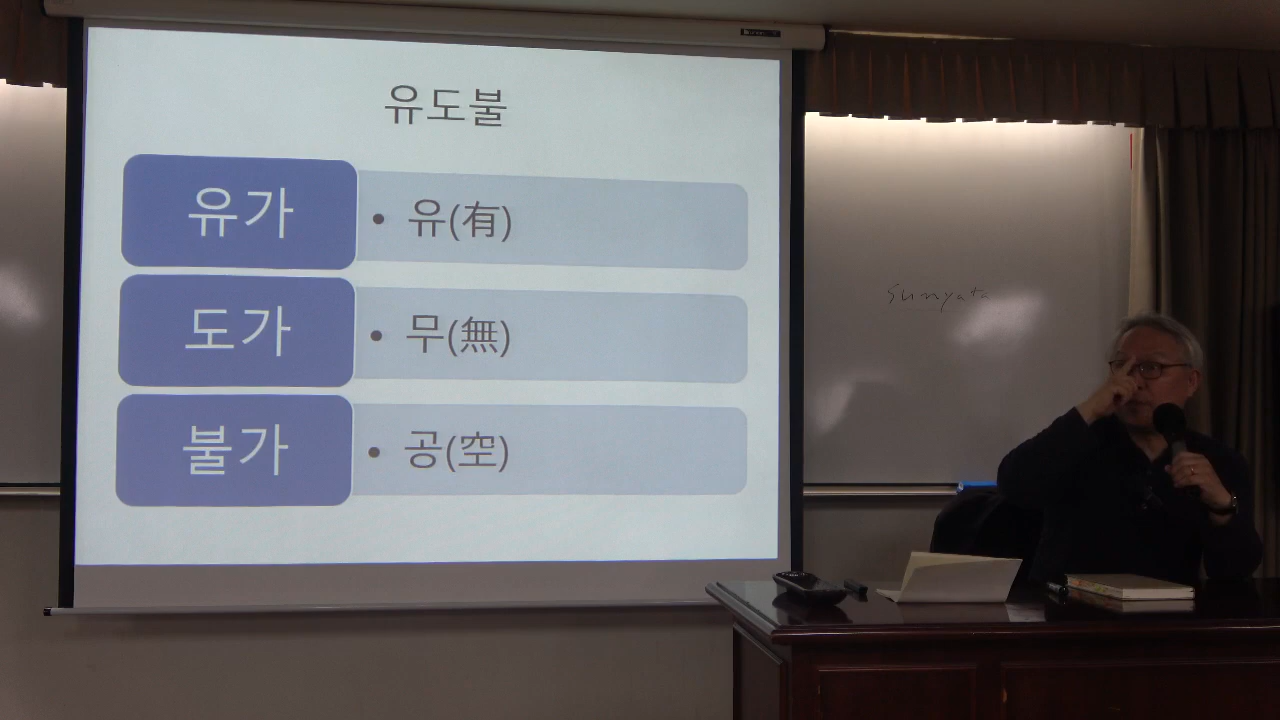 유도불
유가
• 유(有)
도가
• 무(無)
불가
• 공(空)
Sunyata